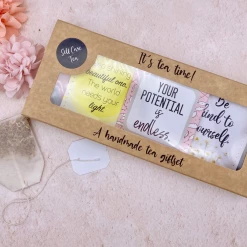 Self Care
Tea
It's tea time!
beautiful one.
The world
needs your
light.
YOUR
POTENTIAL
is
endless.
Be
kind to
yourself.
A handmade tea giftset